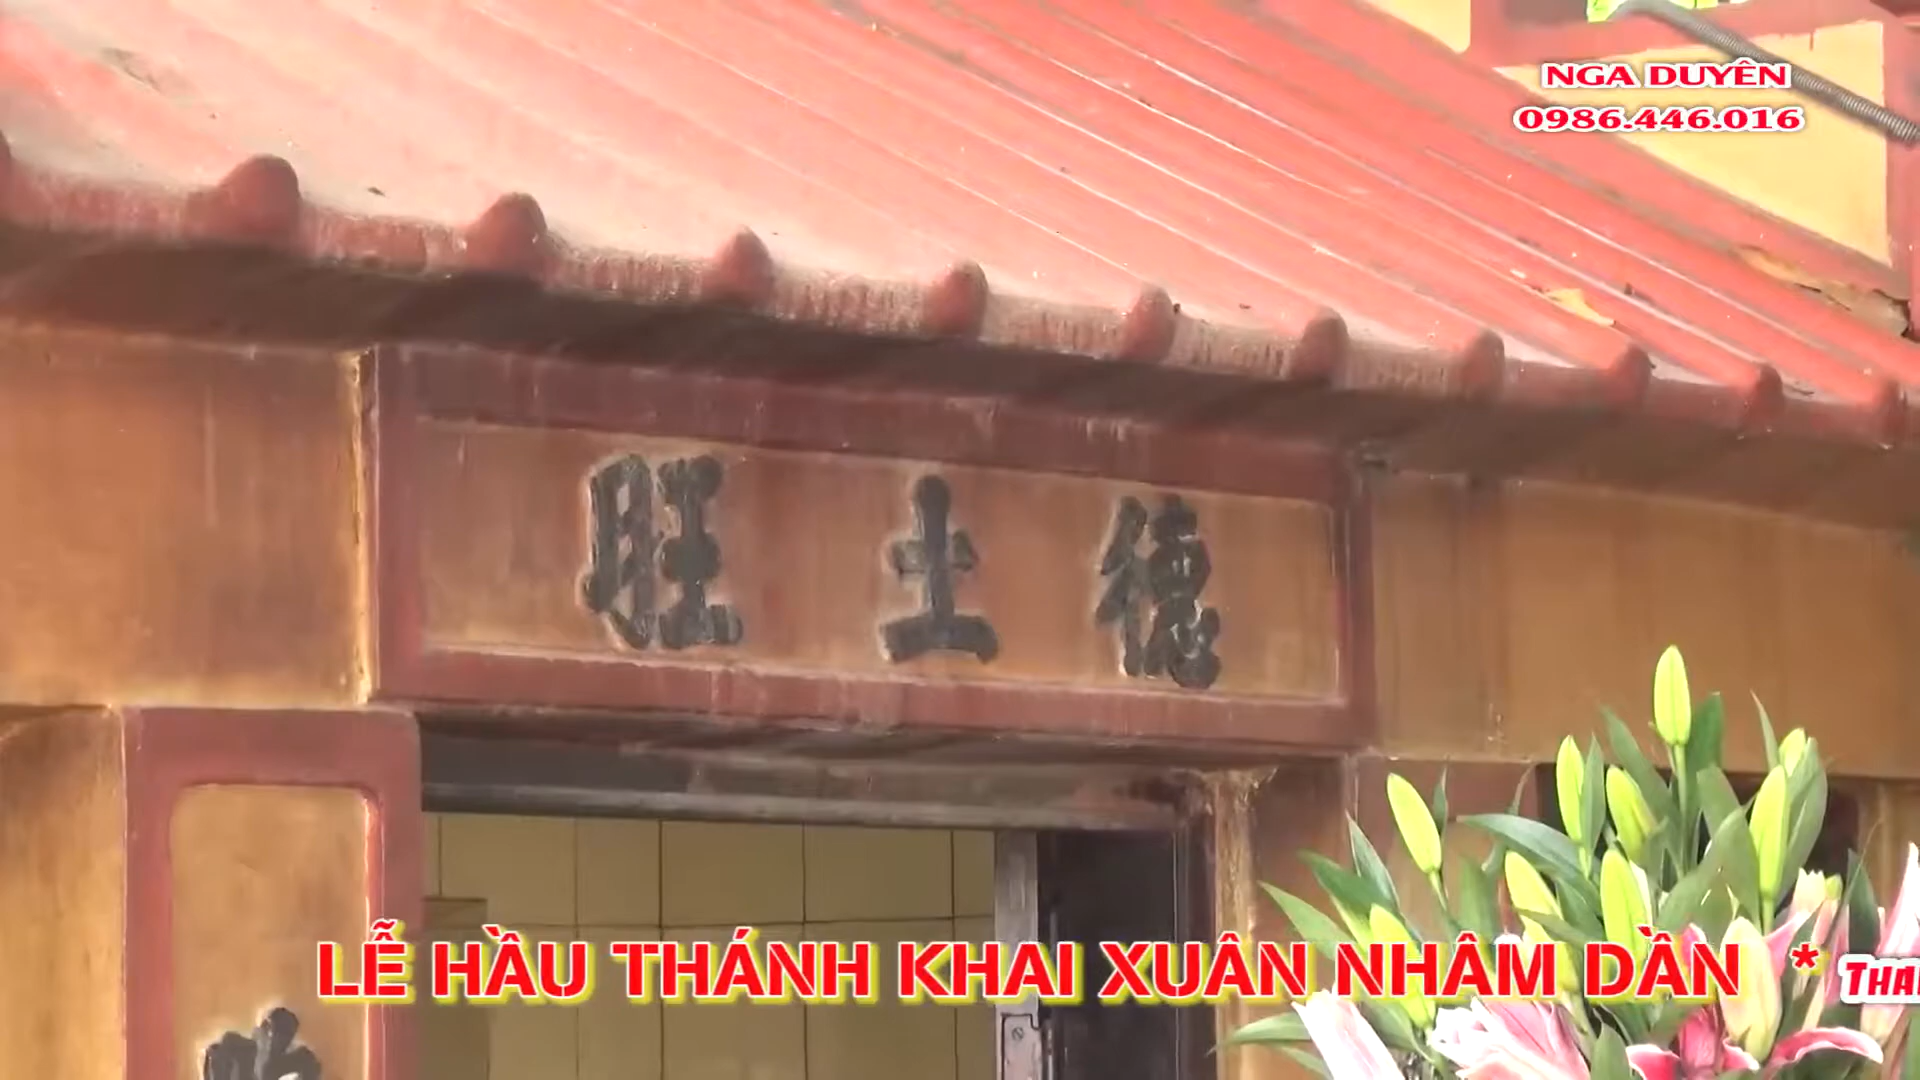 NGA DUYÊN
0986.446.016
旺土德
LỄ HẦU THÁNH KHAI XUÂN NHÂM DẦN *